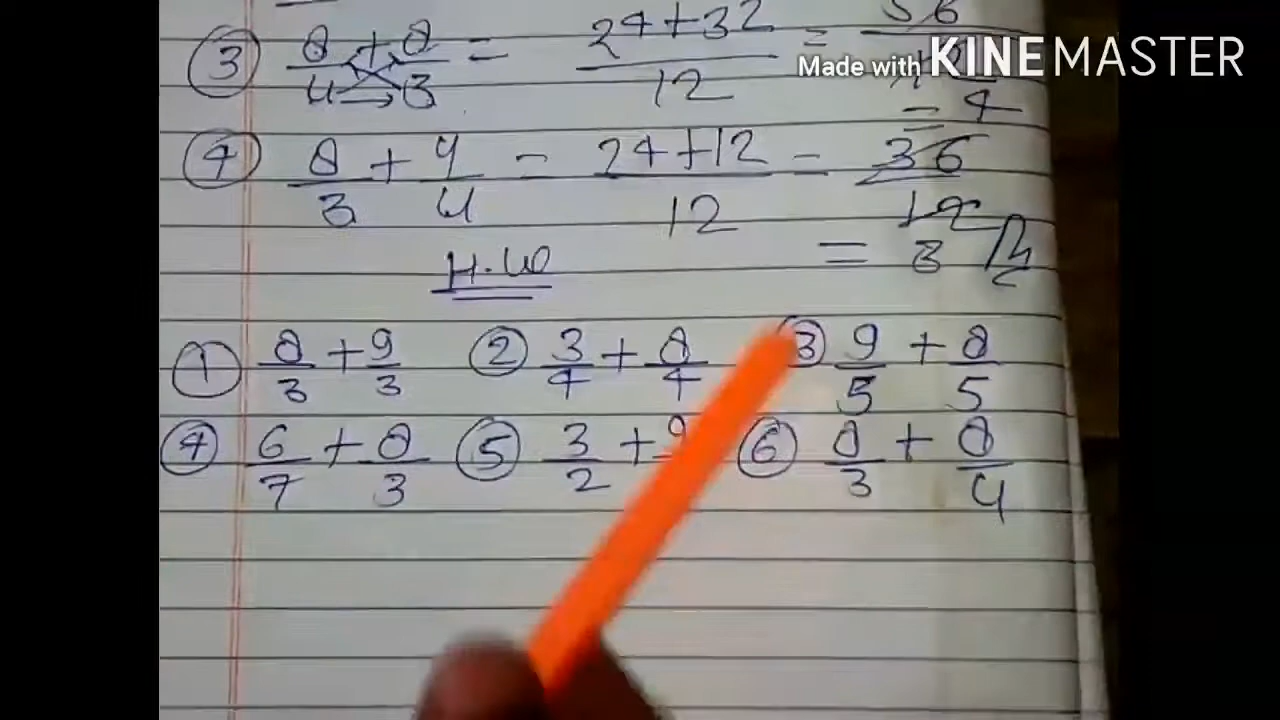 56
③ 8/4 + 8/3 = 24+32/12 =
Made with KINEMASTER
④ 8/3 + 4/4 = 24+12/12 = 36/12
= 3
H.W
① 8/3 + 9/3 ② 3/4 + 8/4 ③ 9/5 + 8/5
④ 6/7 + 8/3 ⑤ 3/2 + ⑥ 8/3 + 8/4